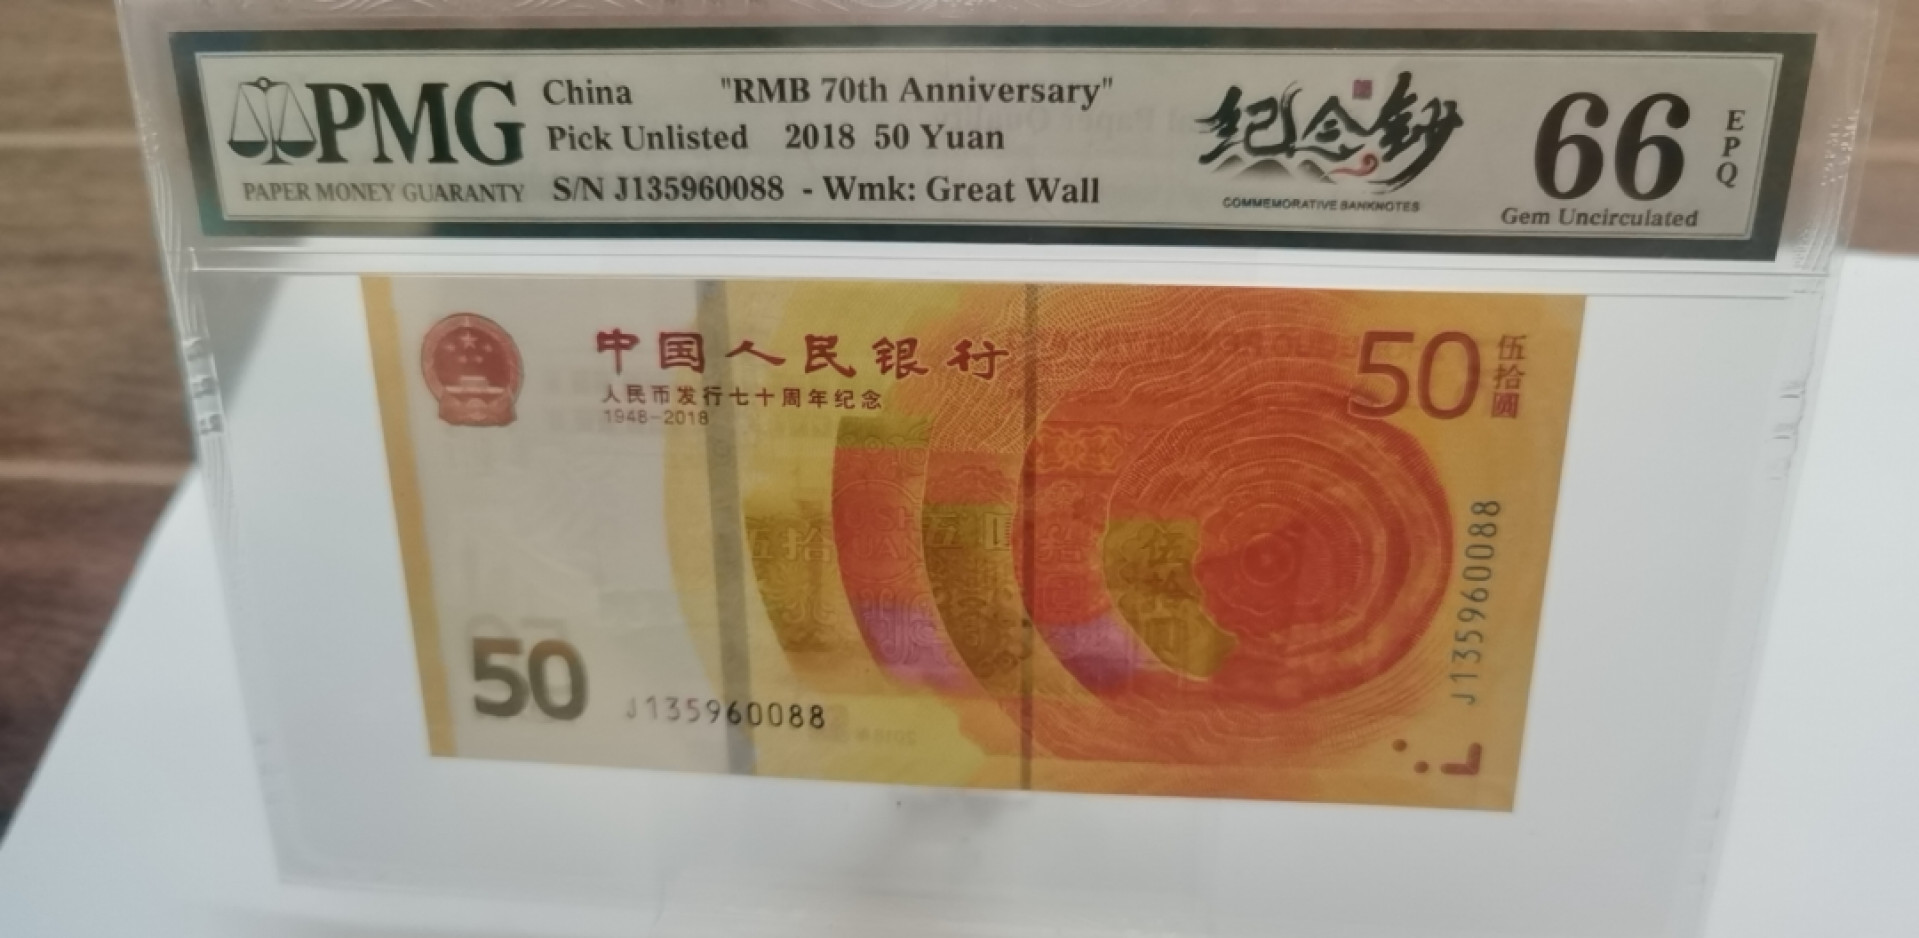 PMG
PAPER MONEY GUARANTY
China "RMB 70th Anniversary"
Pick Unlisted 2018 50 Yuan
S/N J135960088 - Wmk: Great Wall
纪念钞
COMMEMORATIVE BANKNOTES
66
EPQ
Gem Uncirculated
中国人民银行
人民币发行七十周年纪念
1948-2018
50
伍拾圆
50
J135960088
J135960088